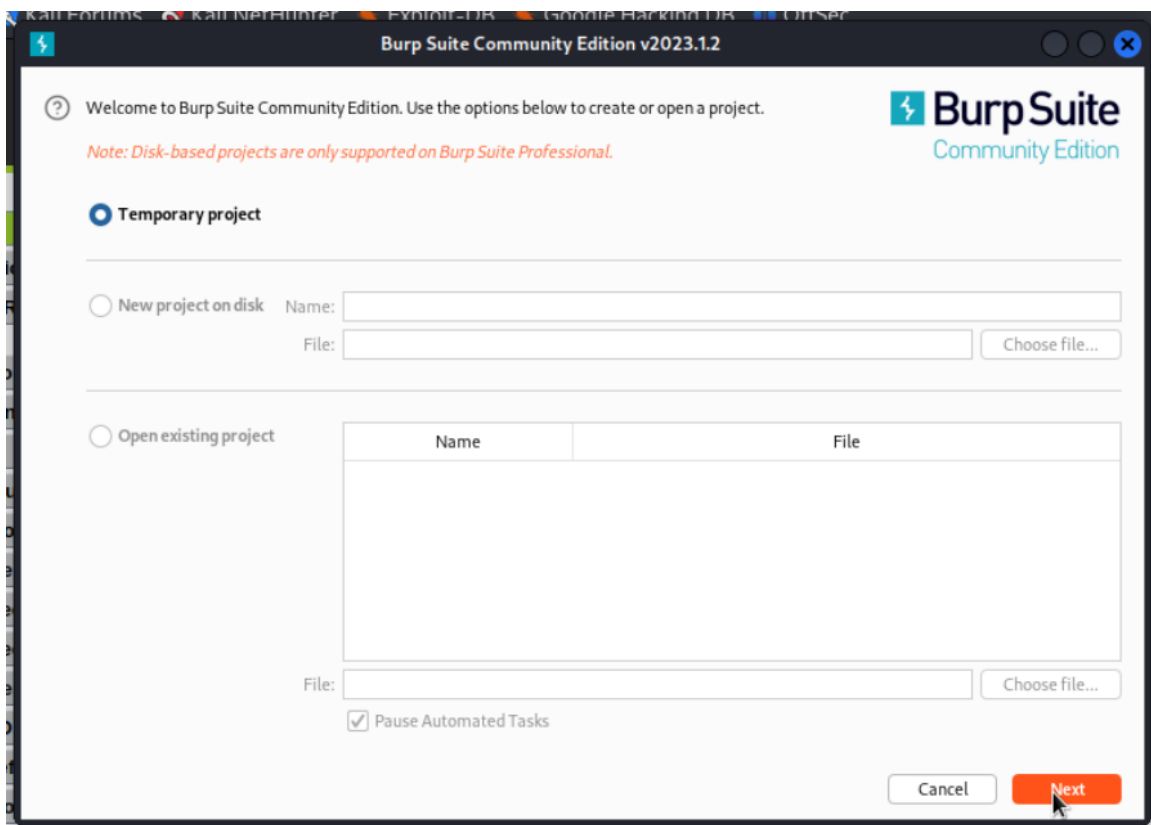 Kali Forums Kali NetHunter Exploit-DB Google Hacking DB OffSec
Burp Suite Community Edition v2023.1.2
Welcome to Burp Suite Community Edition. Use the options below to create or open a project.
Note: Disk-based projects are only supported on Burp Suite Professional.
Burp Suite
Community Edition
Temporary project
New project on disk Name:
File: Choose file...
Open existing project Name File
File: Choose file...
Pause Automated Tasks
Cancel Next